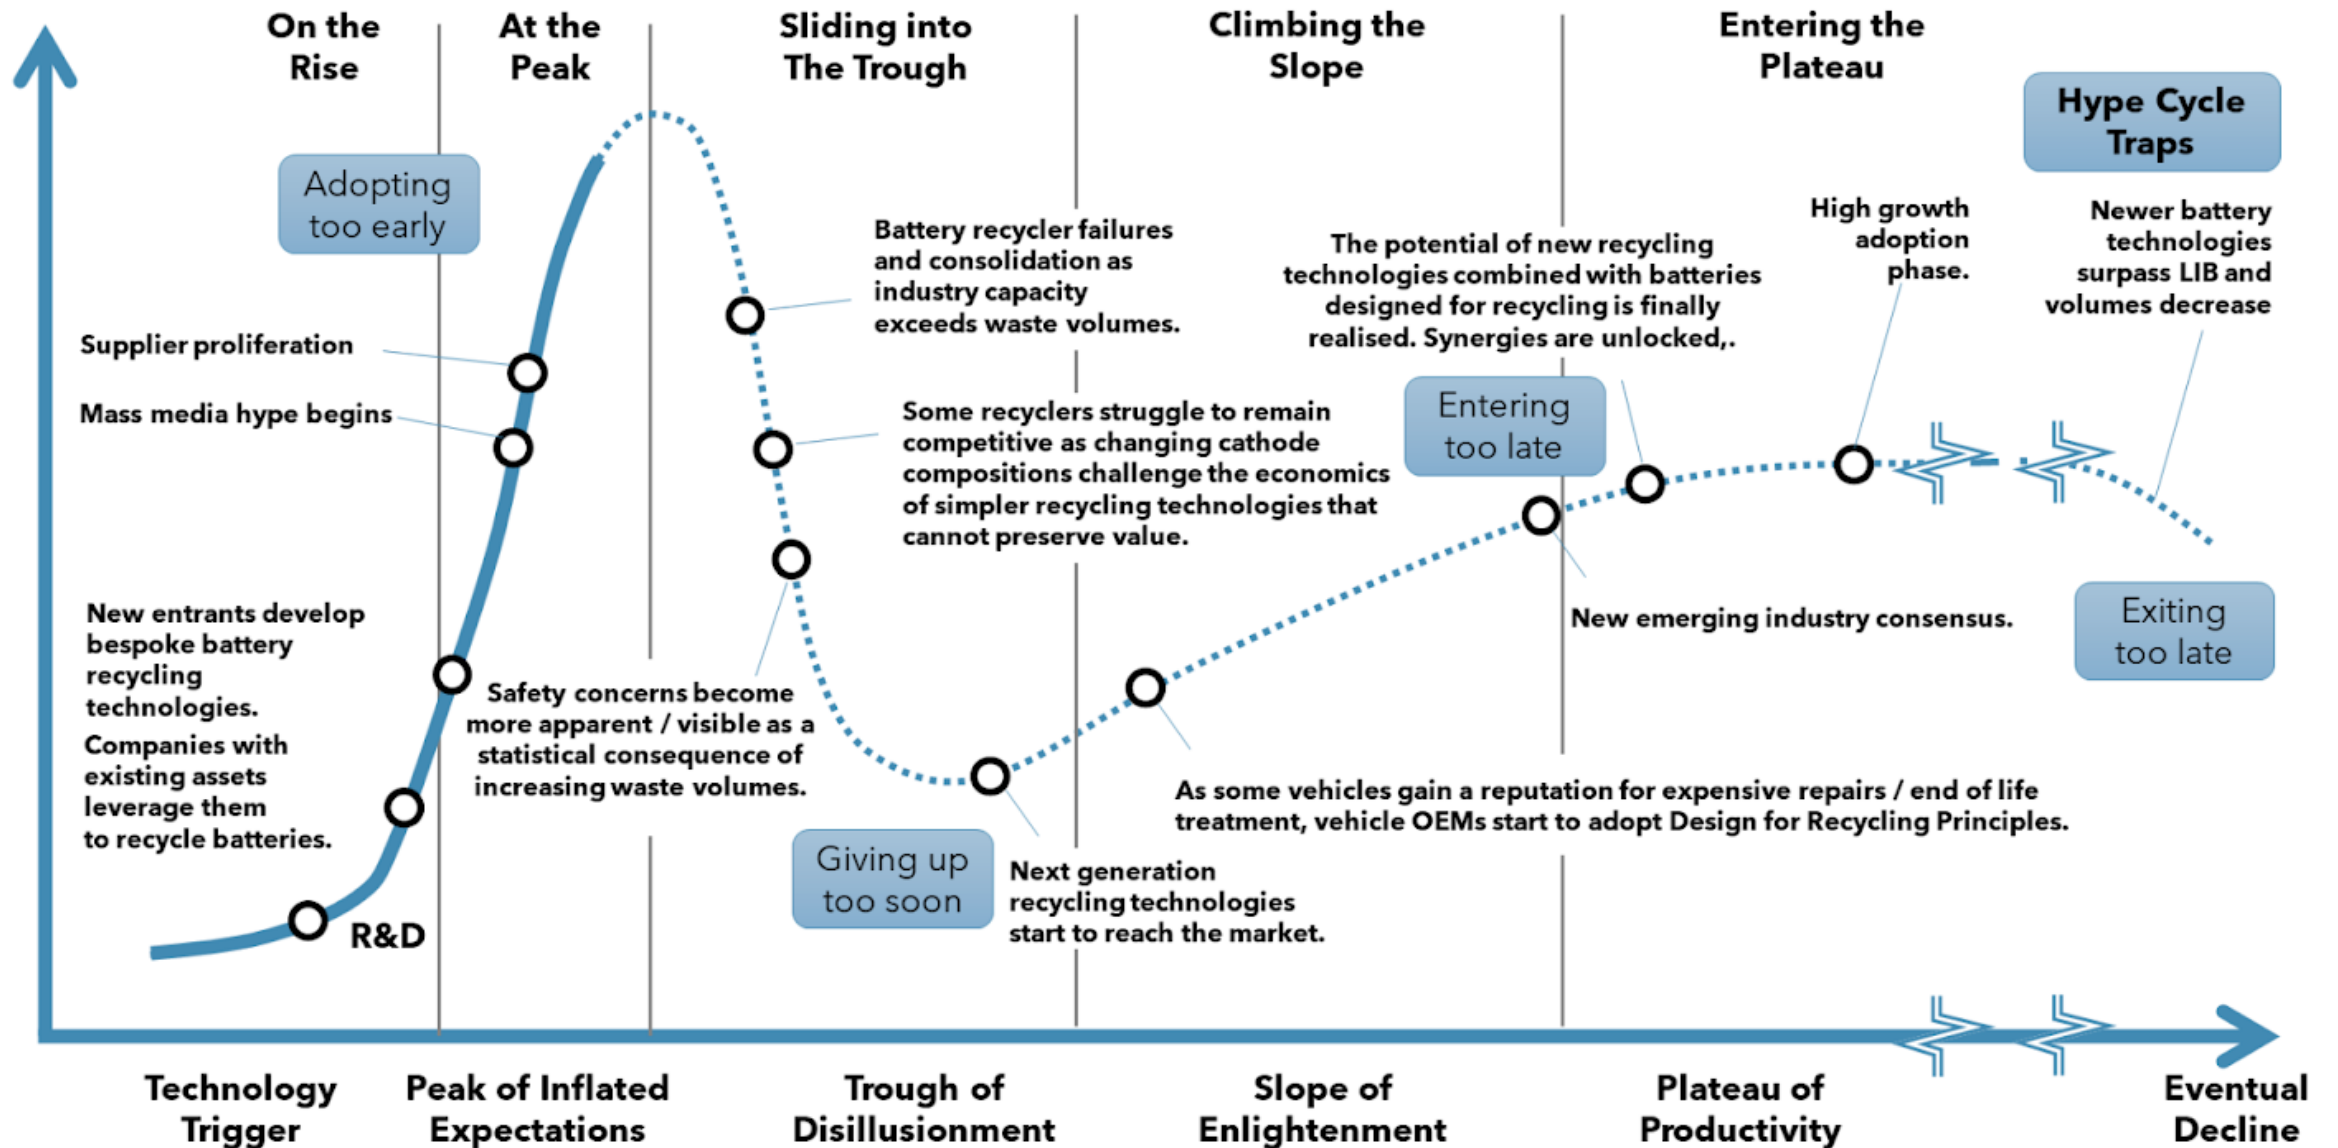 On the
Rise
At the
Peak
Sliding into
The Trough
Climbing the
Slope
Entering the
Plateau
Hype Cycle
Traps
Adopting
too early
Supplier proliferation
Mass media hype begins
New entrants develop
bespoke battery
recycling
technologies.
Companies with
existing assets
leverage them
to recycle batteries.
R&D
Battery recycler failures
and consolidation as
industry capacity
exceeds waste volumes.
Some recyclers struggle to remain
competitive as changing cathode
compositions challenge the economics
of simpler recycling technologies that
cannot preserve value.
Safety concerns become
more apparent / visible as a
statistical consequence of
increasing waste volumes.
Giving up
too soon
Next generation
recycling technologies
start to reach the market.
The potential of new recycling
technologies combined with batteries
designed for recycling is finally
realised. Synergies are unlocked,.
Entering
too late
New emerging industry consensus.
As some vehicles gain a reputation for expensive repairs / end of life
treatment, vehicle OEMs start to adopt Design for Recycling Principles.
High growth
adoption
phase.
Newer battery
technologies
surpass LIB and
volumes decrease
Exiting
too late
Technology
Trigger
Peak of Inflated
Expectations
Trough of
Disillusionment
Slope of
Enlightenment
Plateau of
Productivity
Eventual
Decline